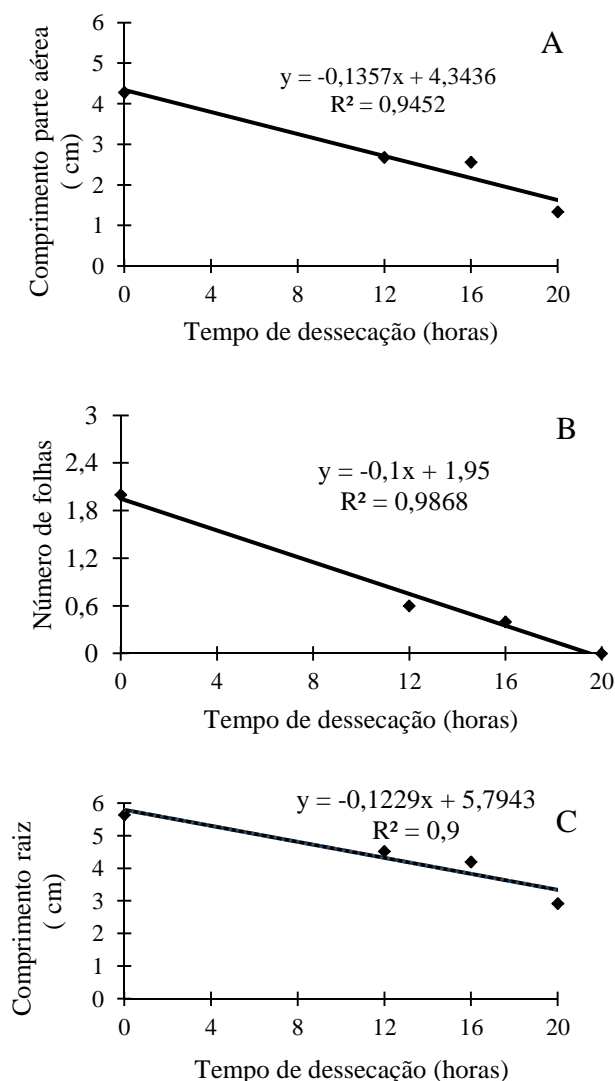 A
y = -0,1357x + 4,3436
R² = 0,9452
Comprimento parte aérea
( cm)
6
5
4
3
2
1
0
0 4 8 12 16 20
Tempo de dessecação (horas)
B
y = -0,1x + 1,95
R² = 0,9868
Número de folhas
3
2,4
1,8
1,2
0,6
0
0 4 8 12 16 20
Tempo de dessecação (horas)
C
y = -0,1229x + 5,7943
R² = 0,9
Comprimento raiz
( cm)
6
5
4
3
2
1
0
0 4 8 12 16 20
Tempo de dessecação (horas)